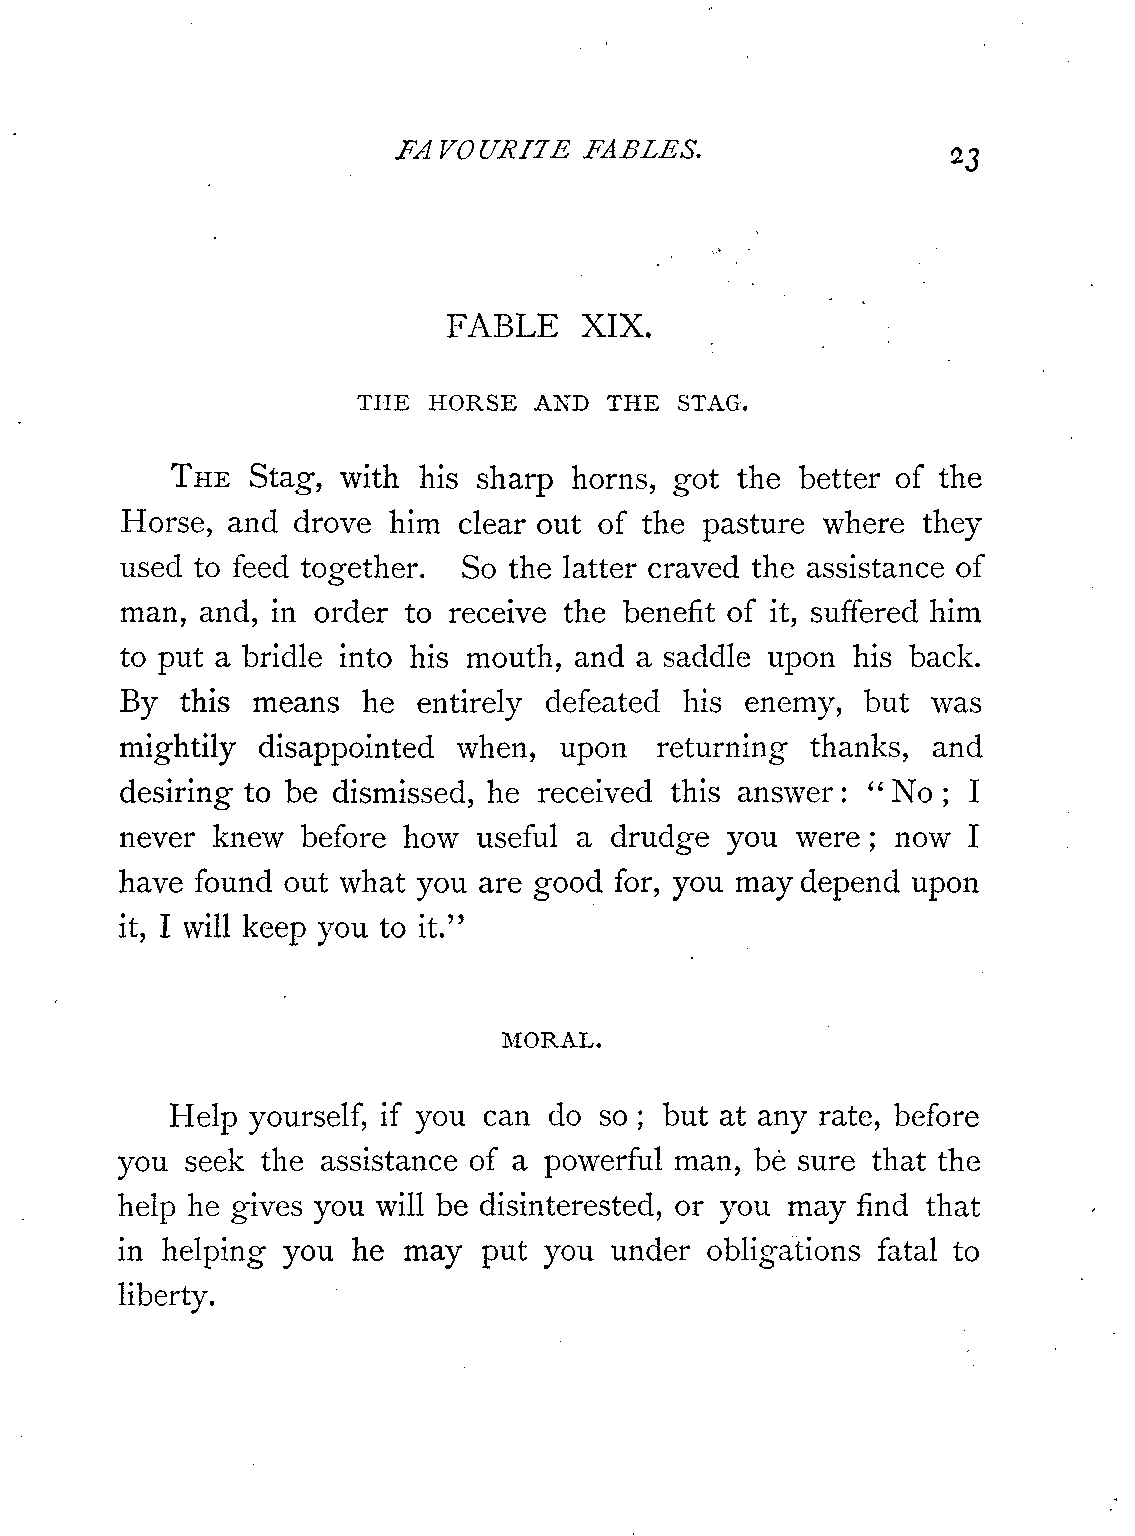 FAVOURITE FABLES. 23
FABLE XIX.
THE HORSE AND THE STAG.
THE Stag, with his sharp horns, got the better of the
Horse, and drove him clear out of the pasture where they
used to feed together. So the latter craved the assistance of
man, and, in order to receive the benefit of it, suffered him
to put a bridle into his mouth, and a saddle upon his back.
By this means he entirely defeated his enemy, but was
mightily disappointed when, upon returning thanks, and
desiring to be dismissed, he received this answer: “No; I
never knew before how useful a drudge you were; now I
have found out what you are good for, you may depend upon
it, I will keep you to it.”
MORAL.
Help yourself, if you can do so; but at any rate, before
you seek the assistance of a powerful man, be sure that the
help he gives you will be disinterested, or you may find that
in helping you he may put you under obligations fatal to
liberty.